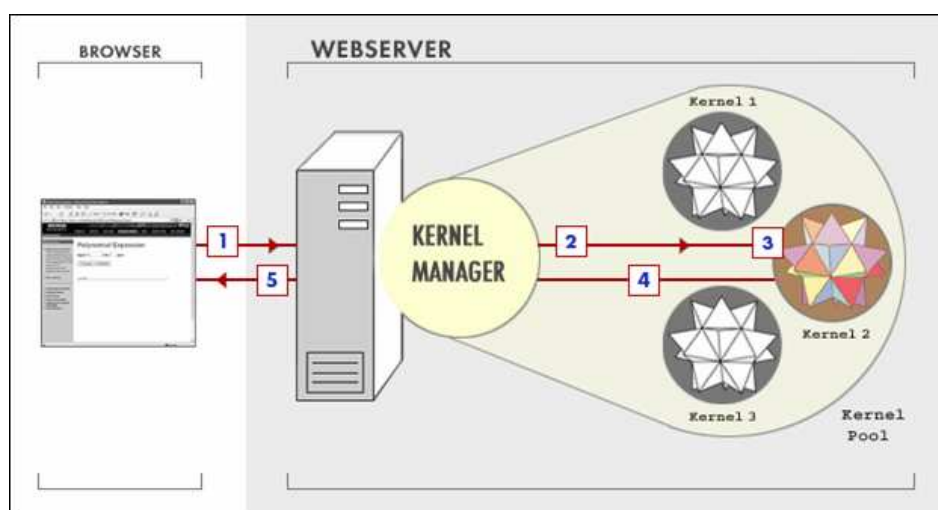 BROWSER
WEBSERVER
Kernel 1
Polynomial Expansion
1
2
3
KERNEL
MANAGER
5
4
Kernel 2
Kernel 3
Kernel
Pool